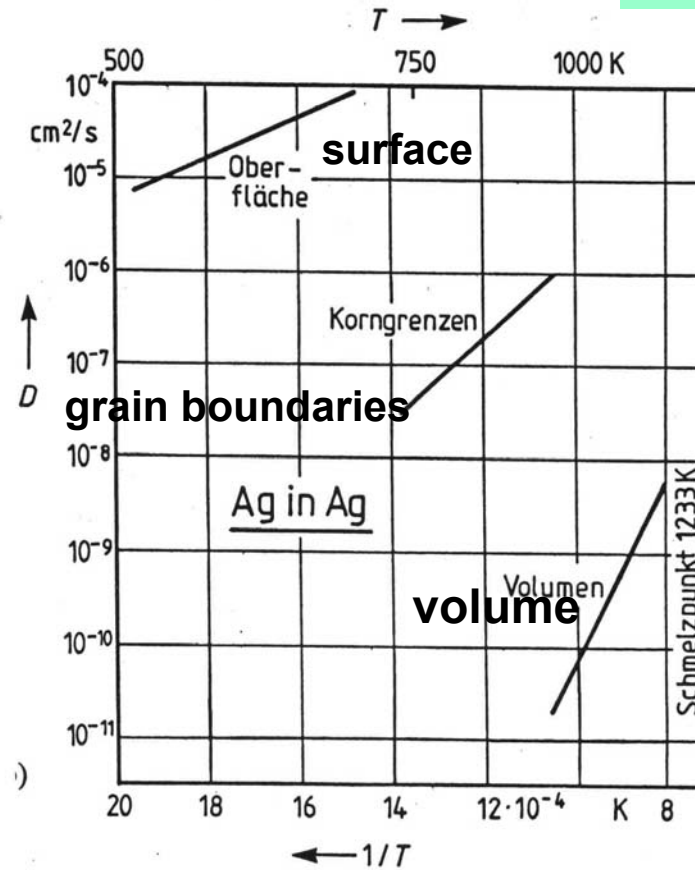 T →
500 750 1000 K
10⁻⁴
cm²/s
surface
10⁻⁵
Ober-
fläche
10⁻⁶
Korngrenzen
10⁻⁷
D
grain boundaries
10⁻⁸
Ag in Ag
10⁻⁹
Volumen
volume
Schmelzpunkt 1233K
10⁻¹⁰
10⁻¹¹
)
20 18 16 14 12·10⁻⁴ K 8
← 1/T